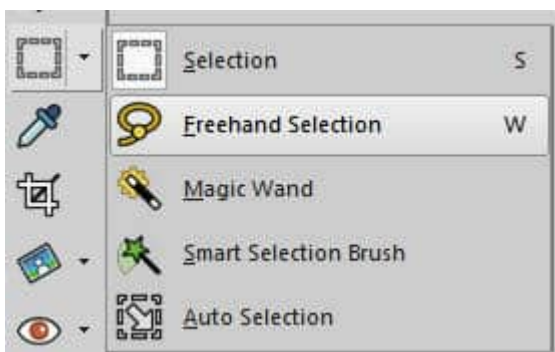 Selection S
Freehand Selection W
Magic Wand
Smart Selection Brush
Auto Selection